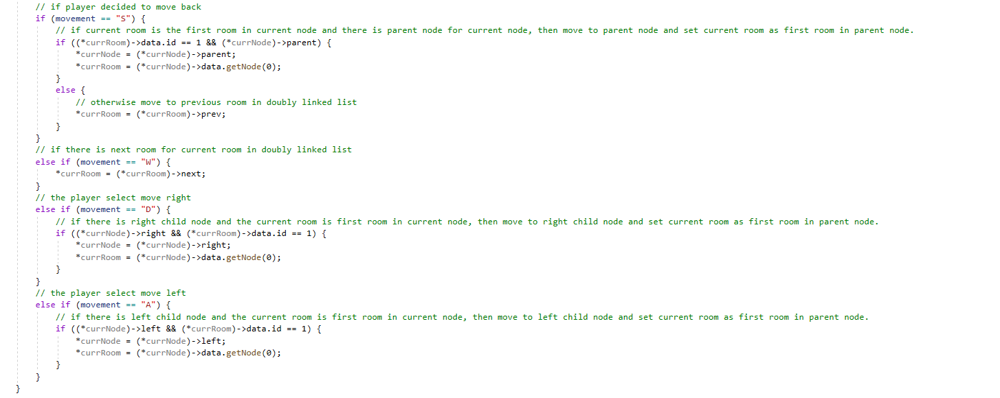 // if player decided to move back
if (movement == "S") {
// if current room is the first room in current node and there is parent node for current node, then move to parent node and set current room as first room in parent node.
if ((*currRoom)->data.id == 1 && (*currNode)->parent) {
*currNode = (*currNode)->parent;
*currRoom = (*currNode)->data.getNode(0);
}
else {
// otherwise move to previous room in doubly linked list
*currRoom = (*currRoom)->prev;
}
}
// if there is next room for current room in doubly linked list
else if (movement == "W") {
*currRoom = (*currRoom)->next;
}
// the player select move right
else if (movement == "D") {
// if there is right child node and the current room is first room in current node, then move to right child node and set current room as first room in parent node.
if ((*currNode)->right && (*currRoom)->data.id == 1) {
*currNode = (*currNode)->right;
*currRoom = (*currNode)->data.getNode(0);
}
}
// the player select move left
else if (movement == "A") {
// if there is left child node and the current room is first room in current node, then move to left child node and set current room as first room in parent node.
if ((*currNode)->left && (*currRoom)->data.id == 1) {
*currNode = (*currNode)->left;
*currRoom = (*currNode)->data.getNode(0);
}
}
}